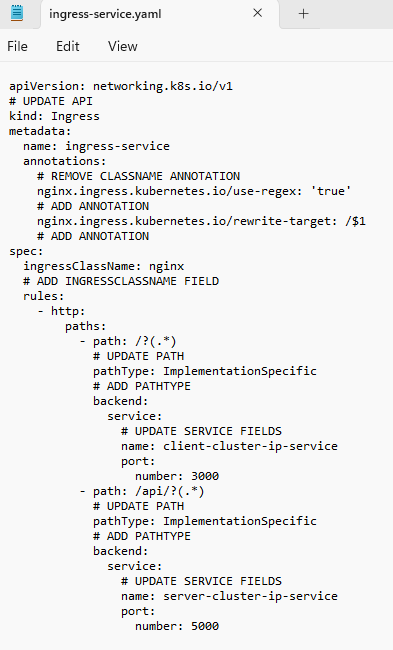 ingress-service.yaml
File Edit View
apiVersion: networking.k8s.io/v1
# UPDATE API
kind: Ingress
metadata:
  name: ingress-service
  annotations:
    # REMOVE CLASSNAME ANNOTATION
    nginx.ingress.kubernetes.io/use-regex: 'true'
    # ADD ANNOTATION
    nginx.ingress.kubernetes.io/rewrite-target: /$1
    # ADD ANNOTATION
spec:
  ingressClassName: nginx
  # ADD INGRESSCLASSNAME FIELD
  rules:
    - http:
        paths:
          - path: /?(.*)
            # UPDATE PATH
            pathType: ImplementationSpecific
            # ADD PATHTYPE
            backend:
              service:
                # UPDATE SERVICE FIELDS
                name: client-cluster-ip-service
                port:
                  number: 3000
          - path: /api/?(.*)
            # UPDATE PATH
            pathType: ImplementationSpecific
            # ADD PATHTYPE
            backend:
              service:
                # UPDATE SERVICE FIELDS
                name: server-cluster-ip-service
                port:
                  number: 5000